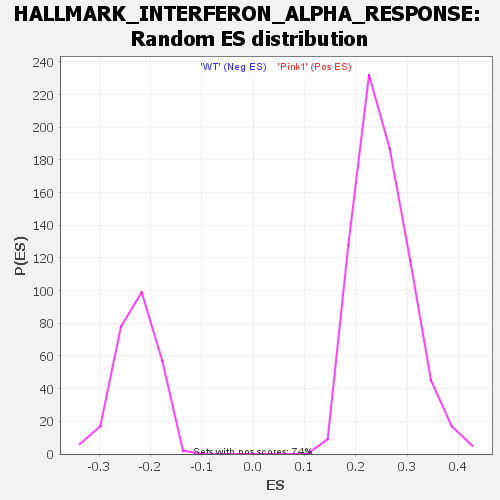 HALLMARK_INTERFERON_ALPHA_RESPONSE:
Random ES distribution
'WT' (Neg ES) 'Pink1' (Pos ES)
240
220
200
180
160
140
120
100
80
60
40
20
0
P(ES)
Sets with pos scores: 74%
-0.3 -0.2 -0.1 0.0 0.1 0.2 0.3 0.4
ES